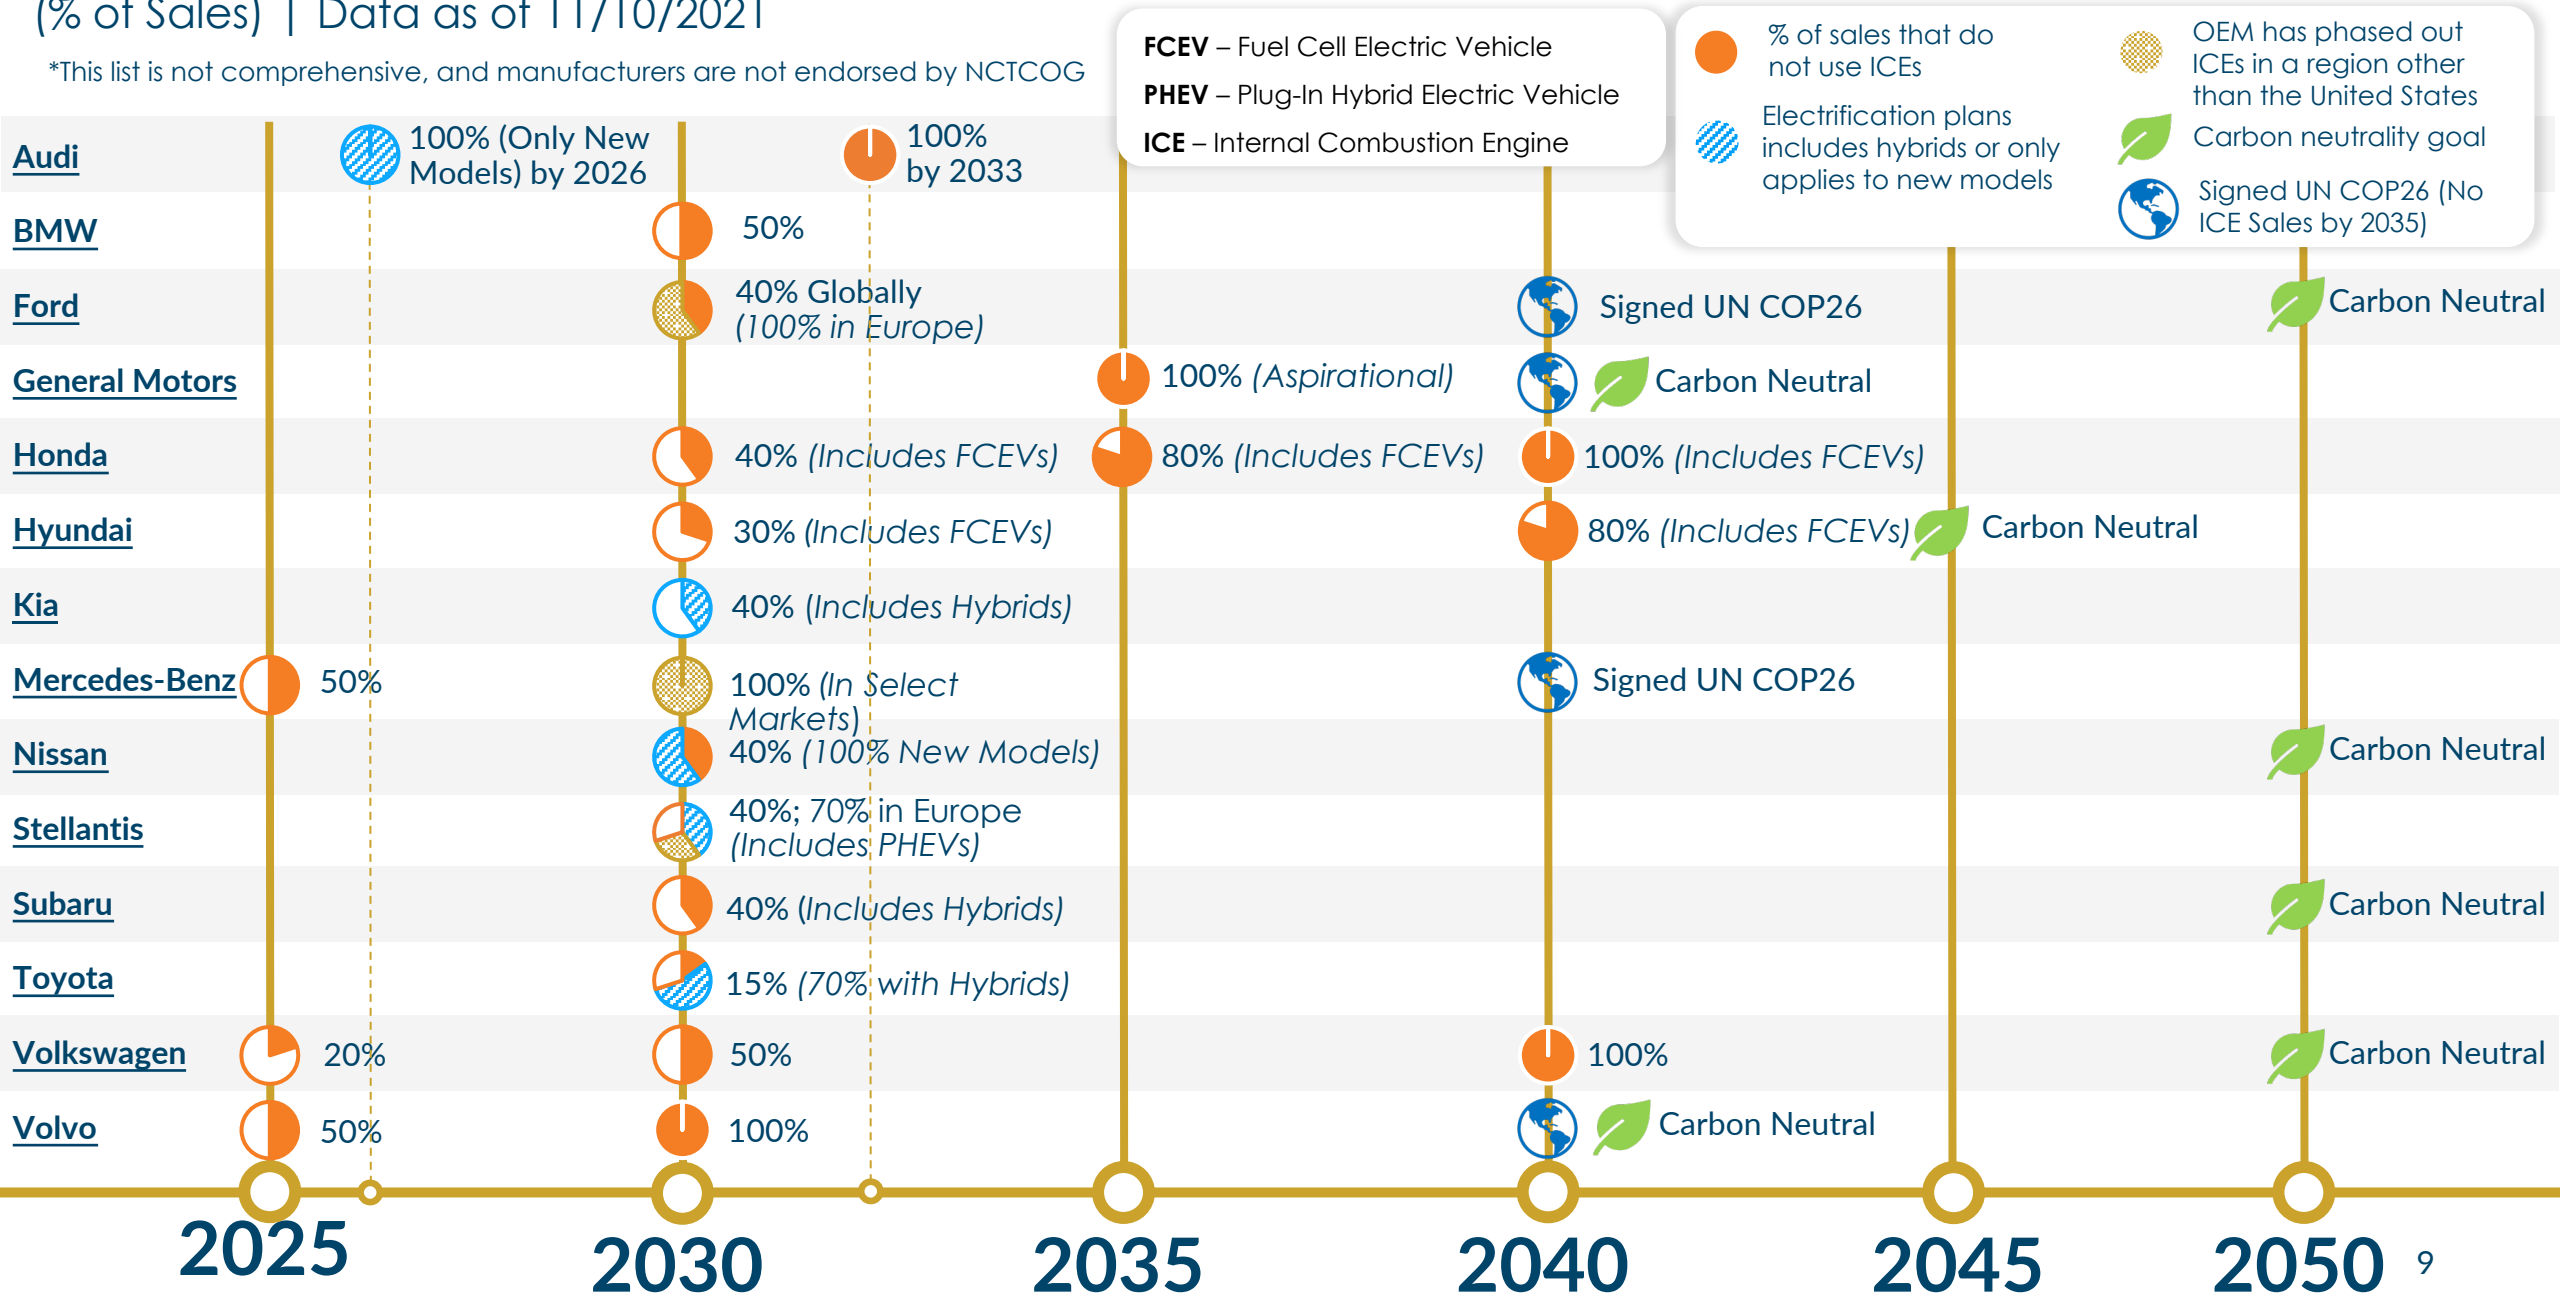 (% of Sales) | Data as of 11/10/2021
*This list is not comprehensive, and manufacturers are not endorsed by NCTCOG
FCEV – Fuel Cell Electric Vehicle
PHEV – Plug-In Hybrid Electric Vehicle
ICE – Internal Combustion Engine
% of sales that do
not use ICEs
Electrification plans
includes hybrids or only
applies to new models
OEM has phased out
ICEs in a region other
than the United States
Carbon neutrality goal
Signed UN COP26 (No
ICE Sales by 2035)
Audi
100% (Only New
Models) by 2026
100%
by 2033
BMW
50%
Ford
40% Globally
(100% in Europe)
Signed UN COP26
Carbon Neutral
General Motors
100% (Aspirational)
Carbon Neutral
Honda
40% (Includes FCEVs)
80% (Includes FCEVs)
100% (Includes FCEVs)
Hyundai
30% (Includes FCEVs)
80% (Includes FCEVs)
Carbon Neutral
Kia
40% (Includes Hybrids)
Mercedes-Benz
50%
100% (In Select
Markets)
Signed UN COP26
Nissan
40% (100% New Models)
Carbon Neutral
Stellantis
40%; 70% in Europe
(Includes PHEVs)
Subaru
40% (Includes Hybrids)
Carbon Neutral
Toyota
15% (70% with Hybrids)
Volkswagen
20%
50%
100%
Carbon Neutral
Volvo
50%
100%
Carbon Neutral
2025
2030
2035
2040
2045
2050
9